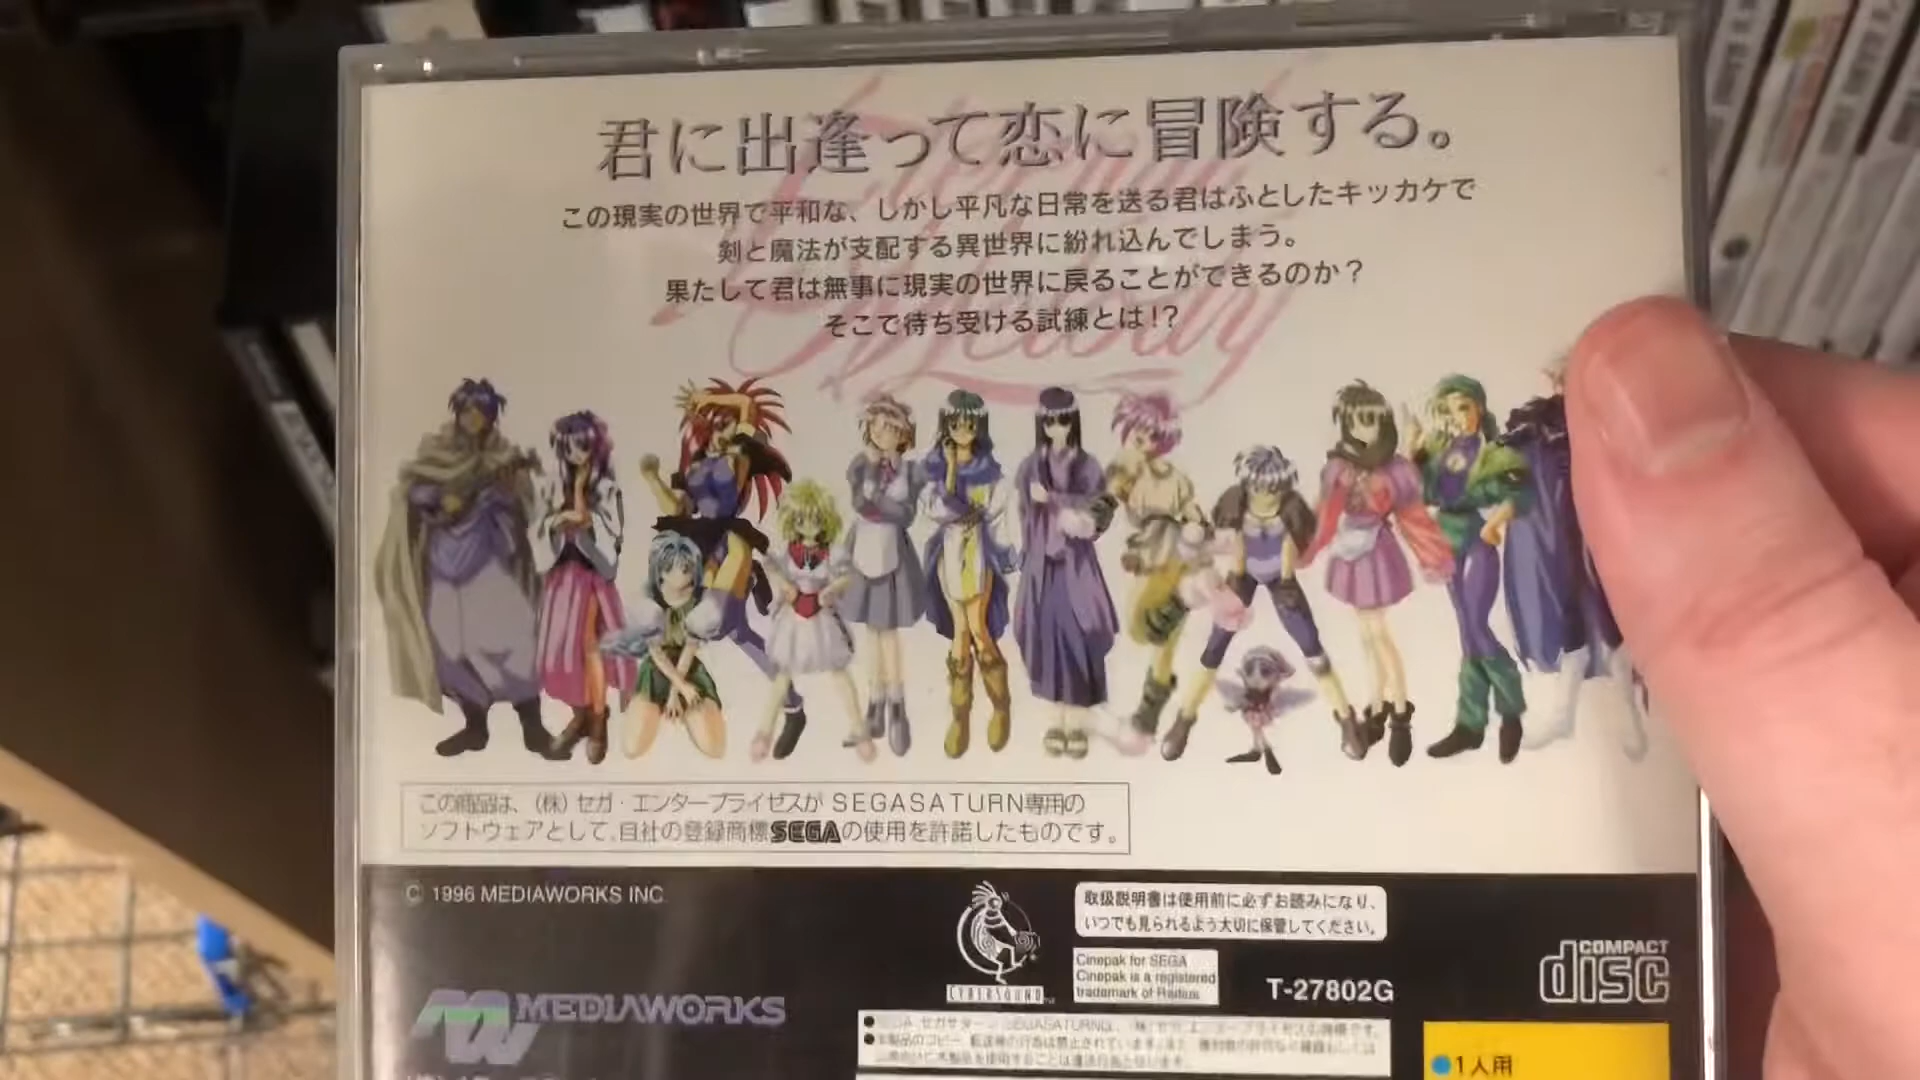 君に出逢って恋に冒険する。
Eternal Melody
この現実の世界で平和な、しかし平凡な日常を送る君はふとしたキッカケで
剣と魔法が支配する異世界に紛れ込んでしまう。
果たして君は無事に現実の世界に戻ることができるのか？
そこで待ち受ける試練とは!?
この商品は、（株）セガ・エンタープライゼスが SEGASATURN専用の
ソフトウェアとして、自社の登録商標SEGAの使用を許諾したものです。
© 1996 MEDIAWORKS INC.
取扱説明書は使用前に必ずお読みになり、
いつでも見られるよう大切に保管してください。
CYBERSOUND™
Cinepak for SEGA
Cinepak is a registered
trademark of Radius
T-27802G
COMPACT
disc
MEDIAWORKS
●1人用